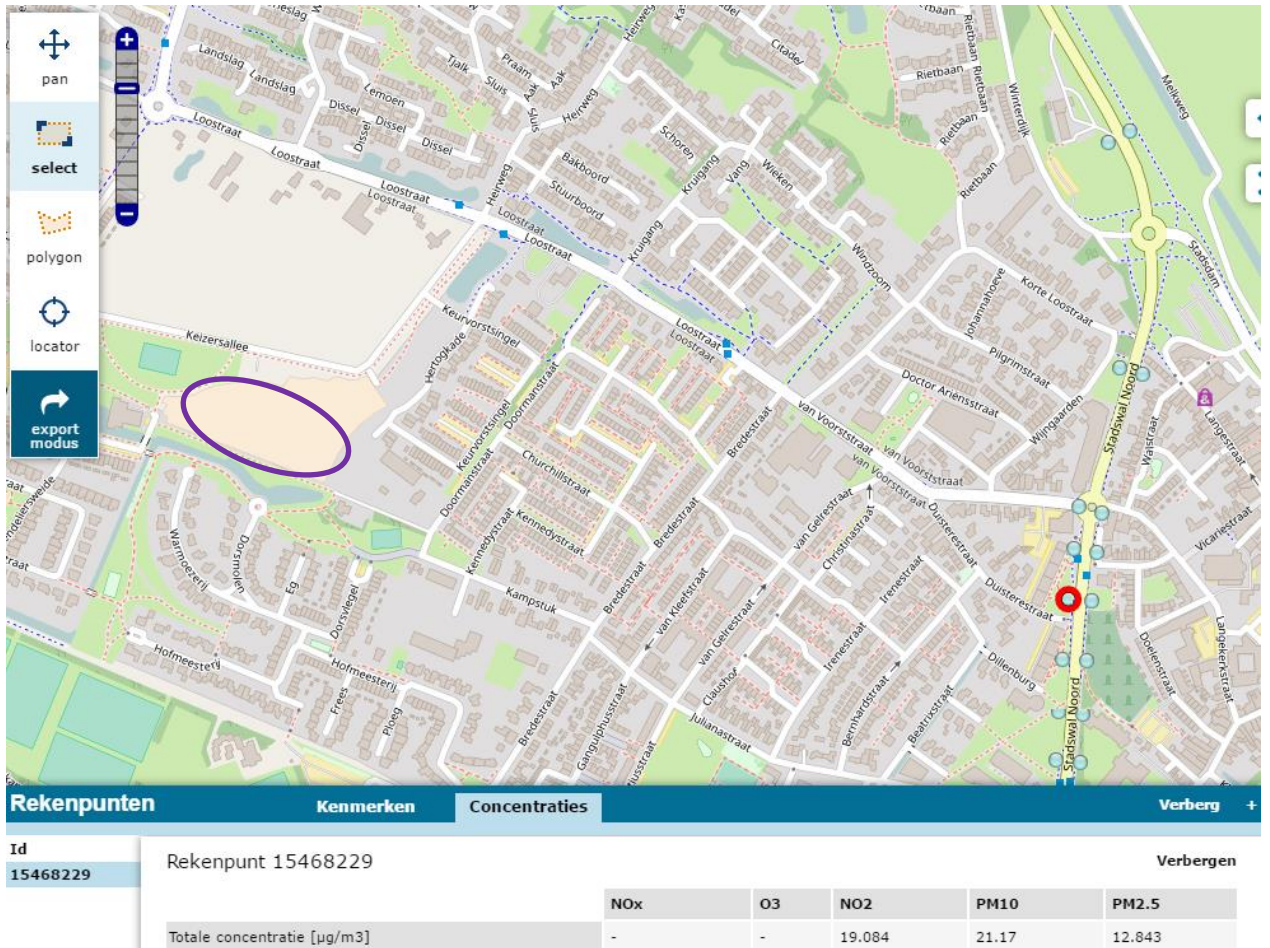 pan
select
polygon
locator
export
modus
Landslag
Landslag
Tjalk
Sluis
Praam
Aak
Aak
Sluis
Heirweg
Heirweg
Citadel
Rietbaan
Rietbaan
Rietbaan
Rietbaan
Rietbaan
Winterdijk
Melkweg
Lemoen
Dissel
Dissel
Dissel
Dissel
Dissel
Loostraat
Loostraat
Loostraat
Loostraat
Heirweg
Bakboord
Stuurboord
Schoren
Kruigang
Vang
Wieken
Kruigang
Loostraat
Loostraat
Windzoom
Johannahoeve
Korte Loostraat
Stadsdam
Keizersallee
Keurvorstsingel
Hertogkade
Loostraat
Loostraat
Pilgrimstraat
Doctor Ariensstraat
Wijngaarden
Stadswal Noord
Walstraat
Langestraat
Doormanstraat
Keurvorstsingel
Bredestraat
van Voorststraat
van Voorststraat
van Voorststraat
Churchillstraat
Doormanstraat
Kennedystraat
Kennedystraat
Bredestraat
van Gelrestraat
Christinastraat
Duisterestraat
Duisterestraat
Irenestraat
Vicariestraat
Warmoezerij
Dorsmolen
Eg
Dorsvlegel
Kampstuk
Bredestraat
van Kleefstraat
van Gelrestraat
Irenestraat
Dillenburg
Doelenstraat
Langekerkstraat
Hofmeesterij
Hofmeesterij
Frees
Ploeg
Bredestraat
Gangulphusstraat
Claushof
Julianastraat
Bernhardstraat
Beatrixstraat
Stadswal Noord
Rekenpunten
Kenmerken
Concentraties
Verberg +
Id
15468229
Rekenpunt 15468229
Verbergen
NOx O3 NO2 PM10 PM2.5
Totale concentratie [µg/m3] - - 19.084 21.17 12.843